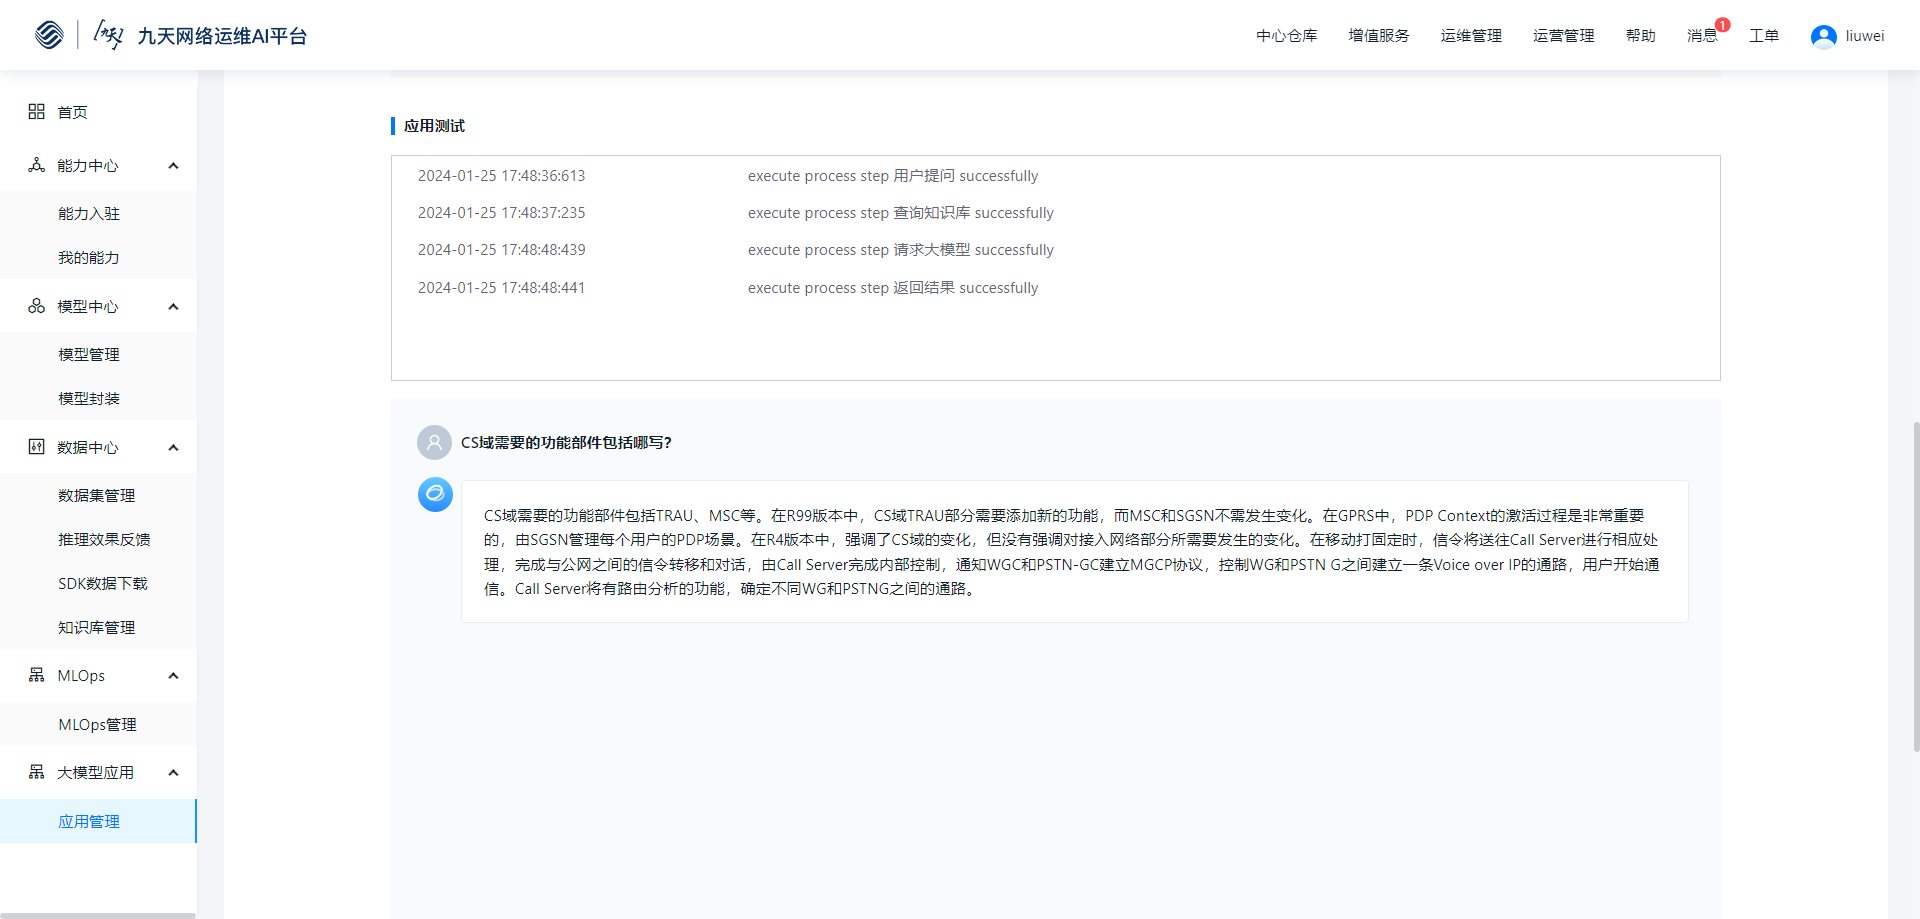 九天 九天网络运维AI平台
中心仓库 增值服务 运维管理 运营管理 帮助 消息 1 工单 liuwei
首页
能力中心
能力入驻
我的能力
模型中心
模型管理
模型封装
数据中心
数据集管理
推理效果反馈
SDK数据下载
知识库管理
MLOps
MLOps管理
大模型应用
应用管理
应用测试
2024-01-25 17:48:36:613 execute process step 用户提问 successfully
2024-01-25 17:48:37:235 execute process step 查询知识库 successfully
2024-01-25 17:48:48:439 execute process step 请求大模型 successfully
2024-01-25 17:48:48:441 execute process step 返回结果 successfully
CS域需要的功能部件包括哪写?
CS域需要的功能部件包括TRAU、MSC等。在R99版本中，CS域TRAU部分需要添加新的功能，而MSC和SGSN不需发生变化。在GPRS中，PDP Context的激活过程是非常重要
的，由SGSN管理每个用户的PDP场景。在R4版本中，强调了CS域的变化，但没有强调对接入网络部分所需要发生的变化。在移动打固定时，信令将送往Call Server进行相应处
理，完成与公网之间的信令转移和对话，由Call Server完成内部控制，通知WGC和PSTN-GC建立MGCP协议，控制WG和PSTN G之间建立一条Voice over IP的通路，用户开始通
信。Call Server将有路由分析的功能，确定不同WG和PSTNG之间的通路。